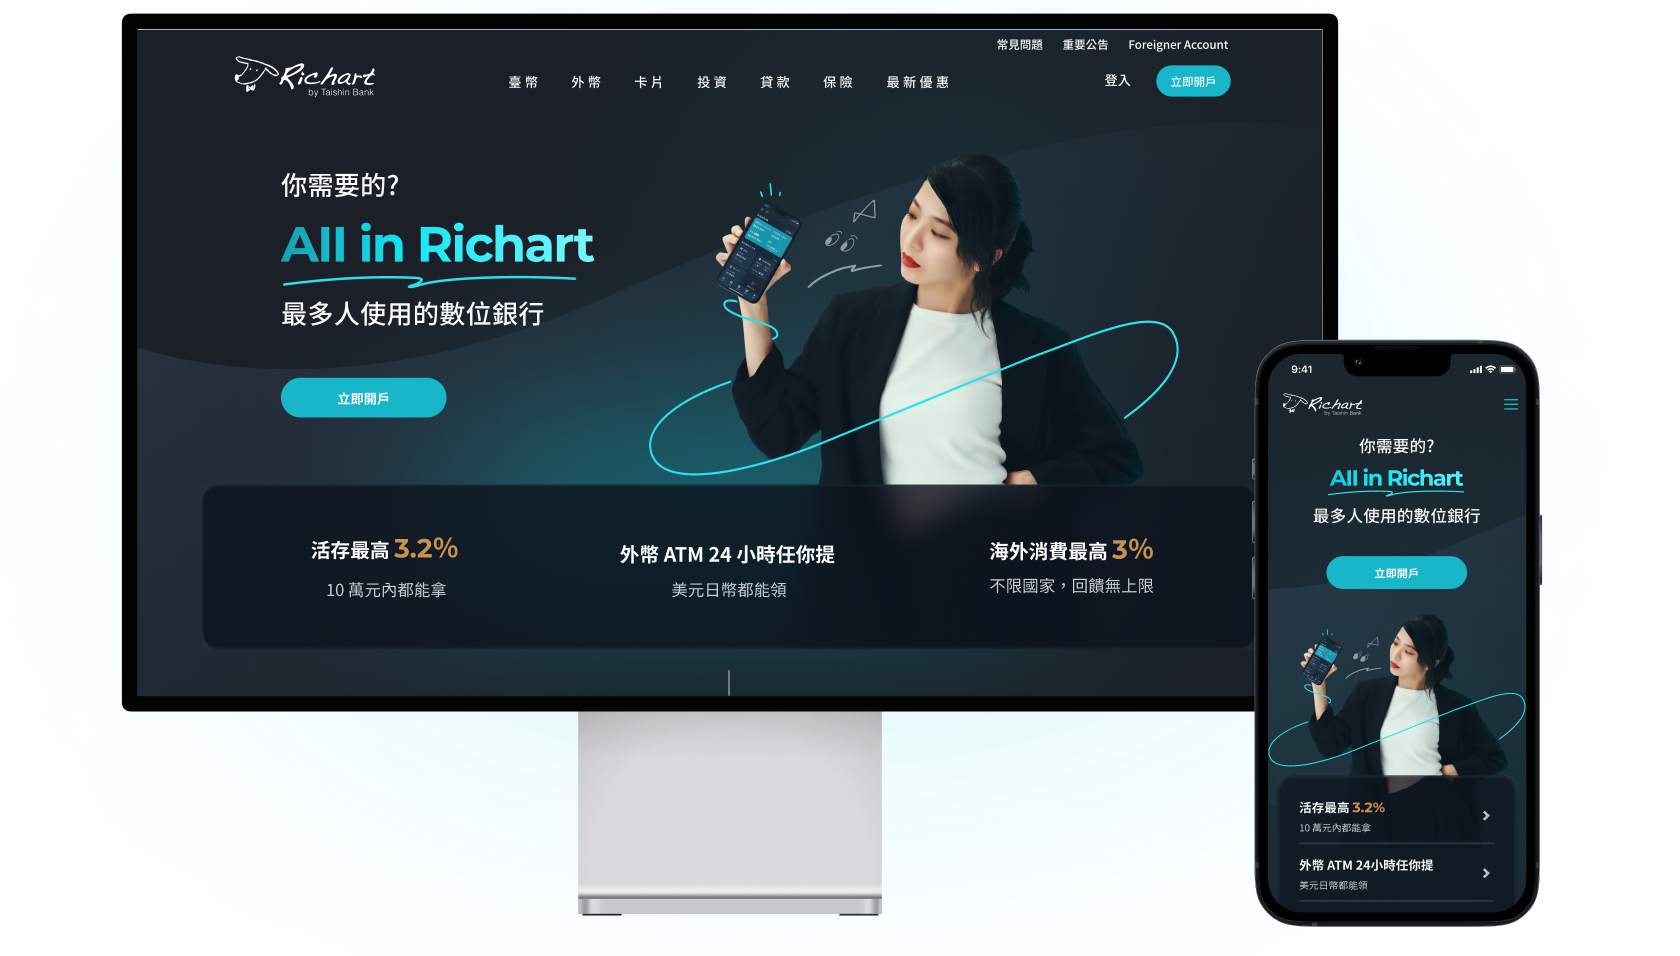 常見問題 重要公告 Foreigner Account
Richart
by Taishin Bank
臺幣 外幣 卡片 投資 貸款 保險 最新優惠
登入 立即開戶
你需要的?
All in Richart
最多人使用的數位銀行
立即開戶
活存最高 3.2%
10 萬元內都能拿
外幣 ATM 24 小時任你提
美元日幣都能領
海外消費最高 3%
不限國家，回饋無上限
9:41
Richart
by Taishin Bank
你需要的?
All in Richart
最多人使用的數位銀行
立即開戶
活存最高 3.2%
10 萬元內都能拿
外幣 ATM 24小時任你提
美元日幣都能領